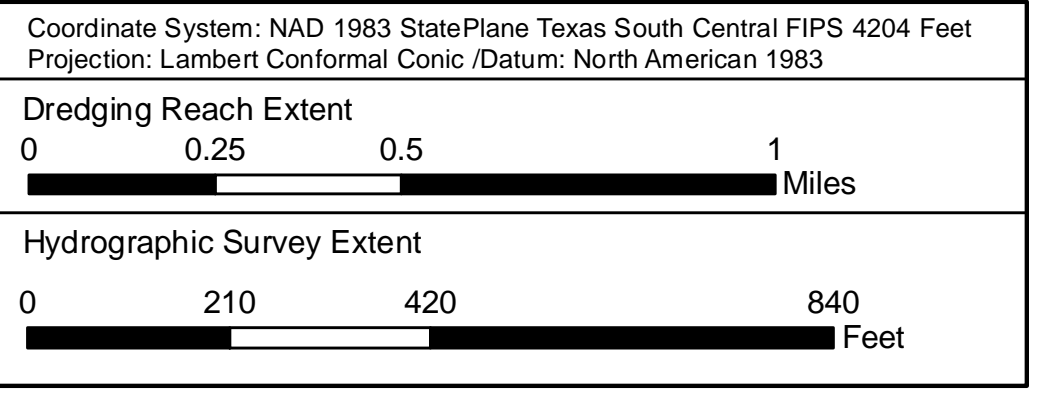 Coordinate System: NAD 1983 StatePlane Texas South Central FIPS 4204 Feet
Projection: Lambert Conformal Conic /Datum: North American 1983
Dredging Reach Extent
0 0.25 0.5 1
Miles
Hydrographic Survey Extent
0 210 420 840
Feet